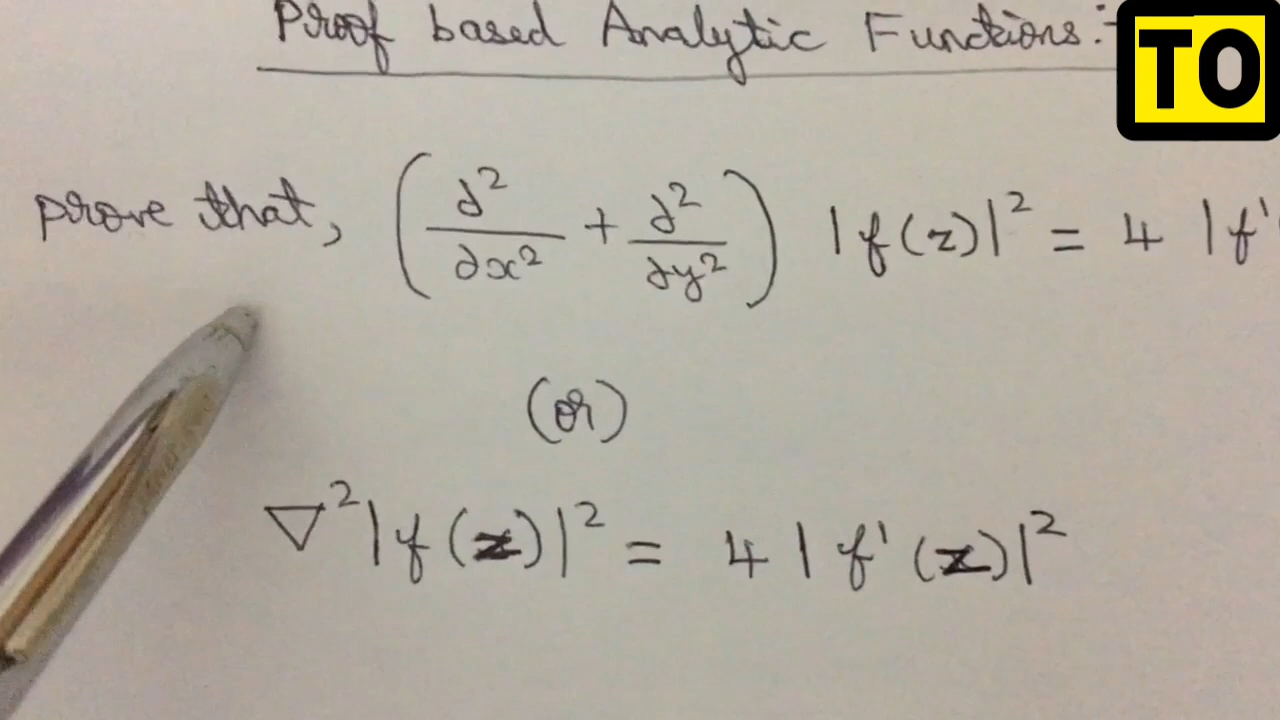 Proof based Analytic Functions:-
TO
prove that, (∂²/∂x² + ∂²/∂y²) |f(z)|² = 4 |f'
(or)
∇²|f(z)|² = 4|f'(z)|²